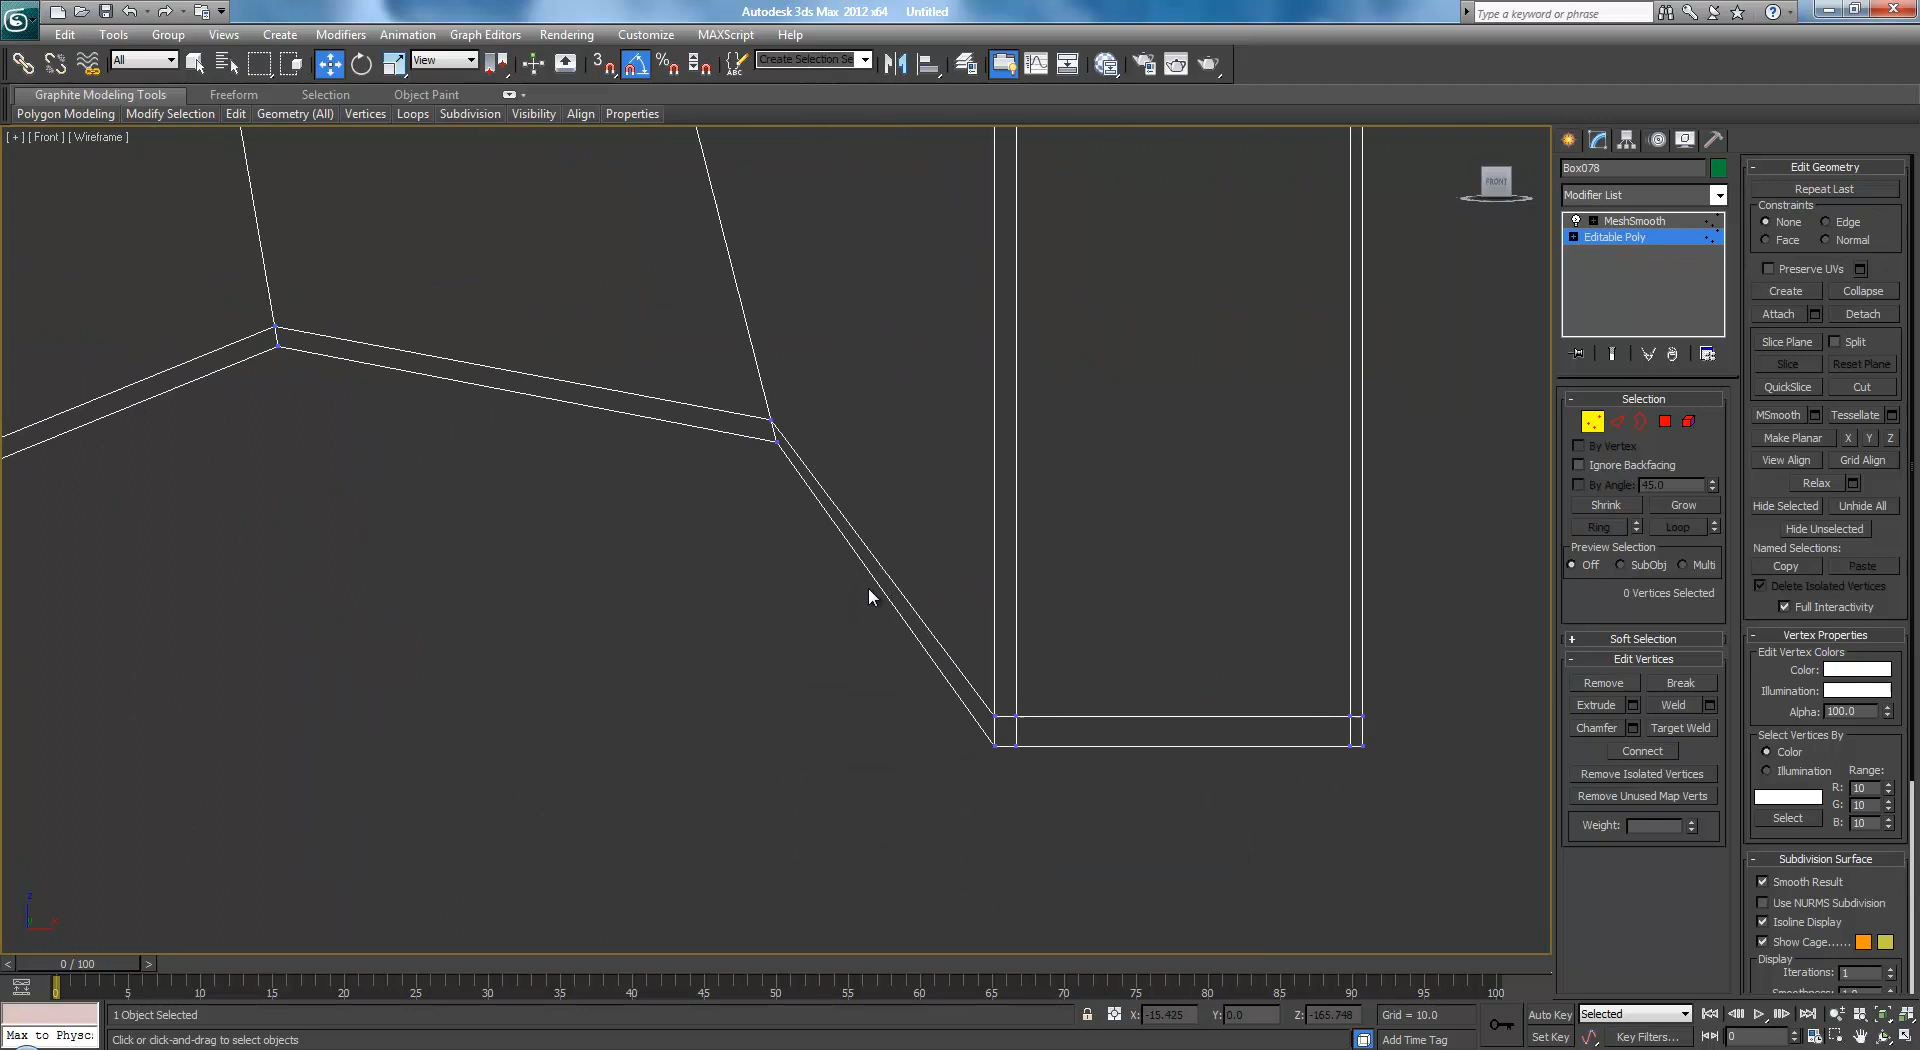 Autodesk 3ds Max 2012 x64 Untitled
Type a keyword or phrase
Edit Tools Group Views Create Modifiers Animation Graph Editors Rendering Customize MAXScript Help
All View Create Selection Se
Graphite Modeling Tools Freeform Selection Object Paint
Polygon Modeling Modify Selection Edit Geometry (All) Vertices Loops Subdivision Visibility Align Properties
[ + ] [ Front ] [ Wireframe ]
FRONT
Box078
Modifier List
MeshSmooth
Editable Poly
- Selection
By Vertex
Ignore Backfacing
By Angle: 45.0
Shrink Grow
Ring Loop
Preview Selection
Off SubObj Multi
0 Vertices Selected
+ Soft Selection
- Edit Vertices
Remove Break
Extrude Weld
Chamfer Target Weld
Connect
Remove Isolated Vertices
Remove Unused Map Verts
Weight:
- Edit Geometry
Repeat Last
Constraints
None Edge
Face Normal
Preserve UVs
Create Collapse
Attach Detach
Slice Plane Split
Slice Reset Plane
QuickSlice Cut
MSmooth Tessellate
Make Planar X Y Z
View Align Grid Align
Relax
Hide Selected Unhide All
Hide Unselected
Named Selections:
Copy Paste
Delete Isolated Vertices
Full Interactivity
- Vertex Properties
Edit Vertex Colors
Color:
Illumination:
Alpha: 100.0
Select Vertices By
Color
Illumination Range:
R: 10
G: 10
Select B: 10
- Subdivision Surface
Smooth Result
Use NURMS Subdivision
Isoline Display
Show Cage......
Display
Iterations: 1
z
x
< 0 / 100 >
0 5 10 15 20 25 30 35 40 45 50 55 60 65 70 75 80 85 90 95 100
1 Object Selected X: -15.425 Y: 0.0 Z: -165.748 Grid = 10.0 Auto Key Selected
Max to Physc: Click or click-and-drag to select objects Add Time Tag Set Key Key Filters... 0